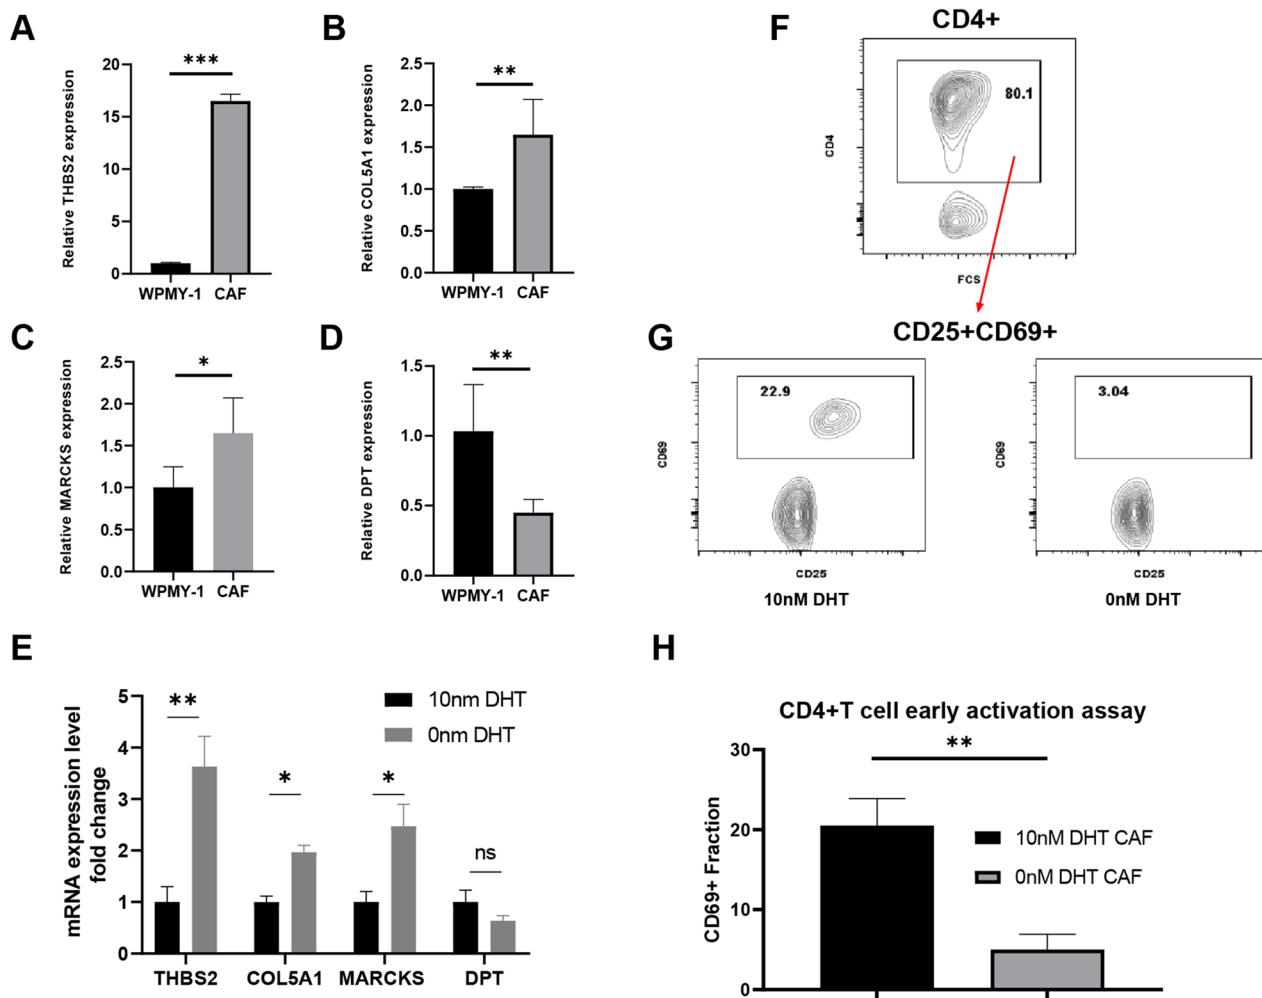 A
Relative THBS2 expression
20
15
10
5
0
***
WPMY-1 CAF
B
Relative COL5A1 expression
2.5
2.0
1.5
1.0
0.5
0.0
**
WPMY-1 CAF
C
Relative MARCKS expression
2.5
2.0
1.5
1.0
0.5
0.0
*
WPMY-1 CAF
D
Relative DPT expression
1.5
1.0
0.5
0.0
**
WPMY-1 CAF
E
mRNA expression level
fold change
5
4
3
2
1
0
**
*
*
ns
10nm DHT
0nm DHT
THBS2 COL5A1 MARCKS DPT
F
CD4+
CD4
80.1
FCS
G
CD25+CD69+
CD69
22.9
CD25
10nM DHT
CD69
3.04
CD25
0nM DHT
H
CD4+T cell early activation assay
CD69+ Fraction
30
20
10
0
**
10nM DHT CAF
0nM DHT CAF